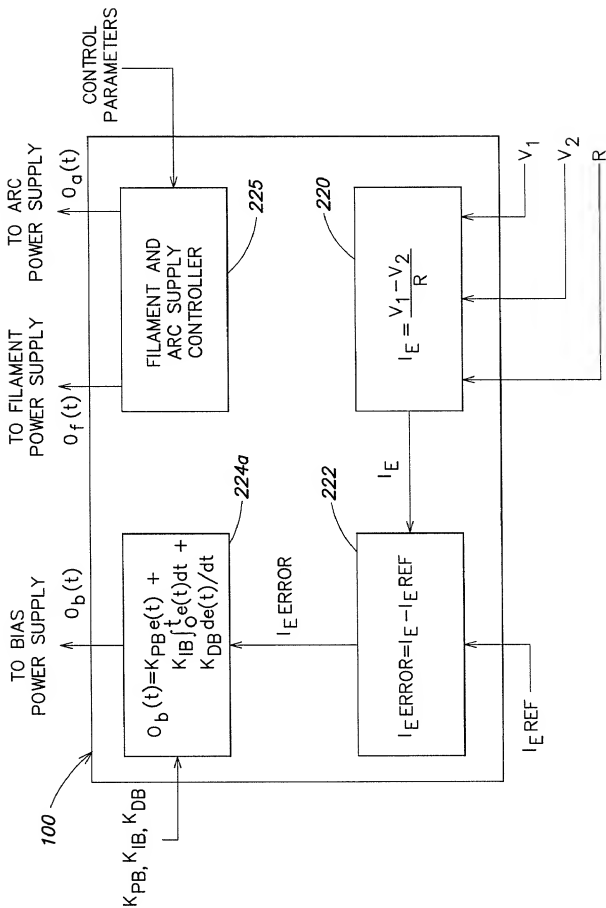 TO BIAS
POWER SUPPLY
O_b(t)
TO FILAMENT
POWER SUPPLY
O_f(t)
TO ARC
POWER SUPPLY
O_a(t)
100
K_PB, K_IB, K_DB
O_b(t)=K_PB e(t) +
K_IB∫_0^t e(t)dt +
K_DB de(t)/dt
224a
FILAMENT AND
ARC SUPPLY
CONTROLLER
225
CONTROL
PARAMETERS
I_E ERROR
222
I_E ERROR=I_E-I_E REF
I_E
220
I_E = (V_1-V_2)/R
I_E REF
R
V_2
V_1